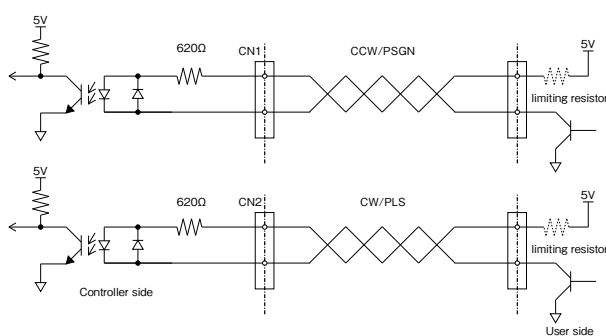 5V
620Ω
CN1
CCW/PSGN
5V
limiting resistor
5V
620Ω
CN2
CW/PLS
5V
limiting resistor
Controller side
User side